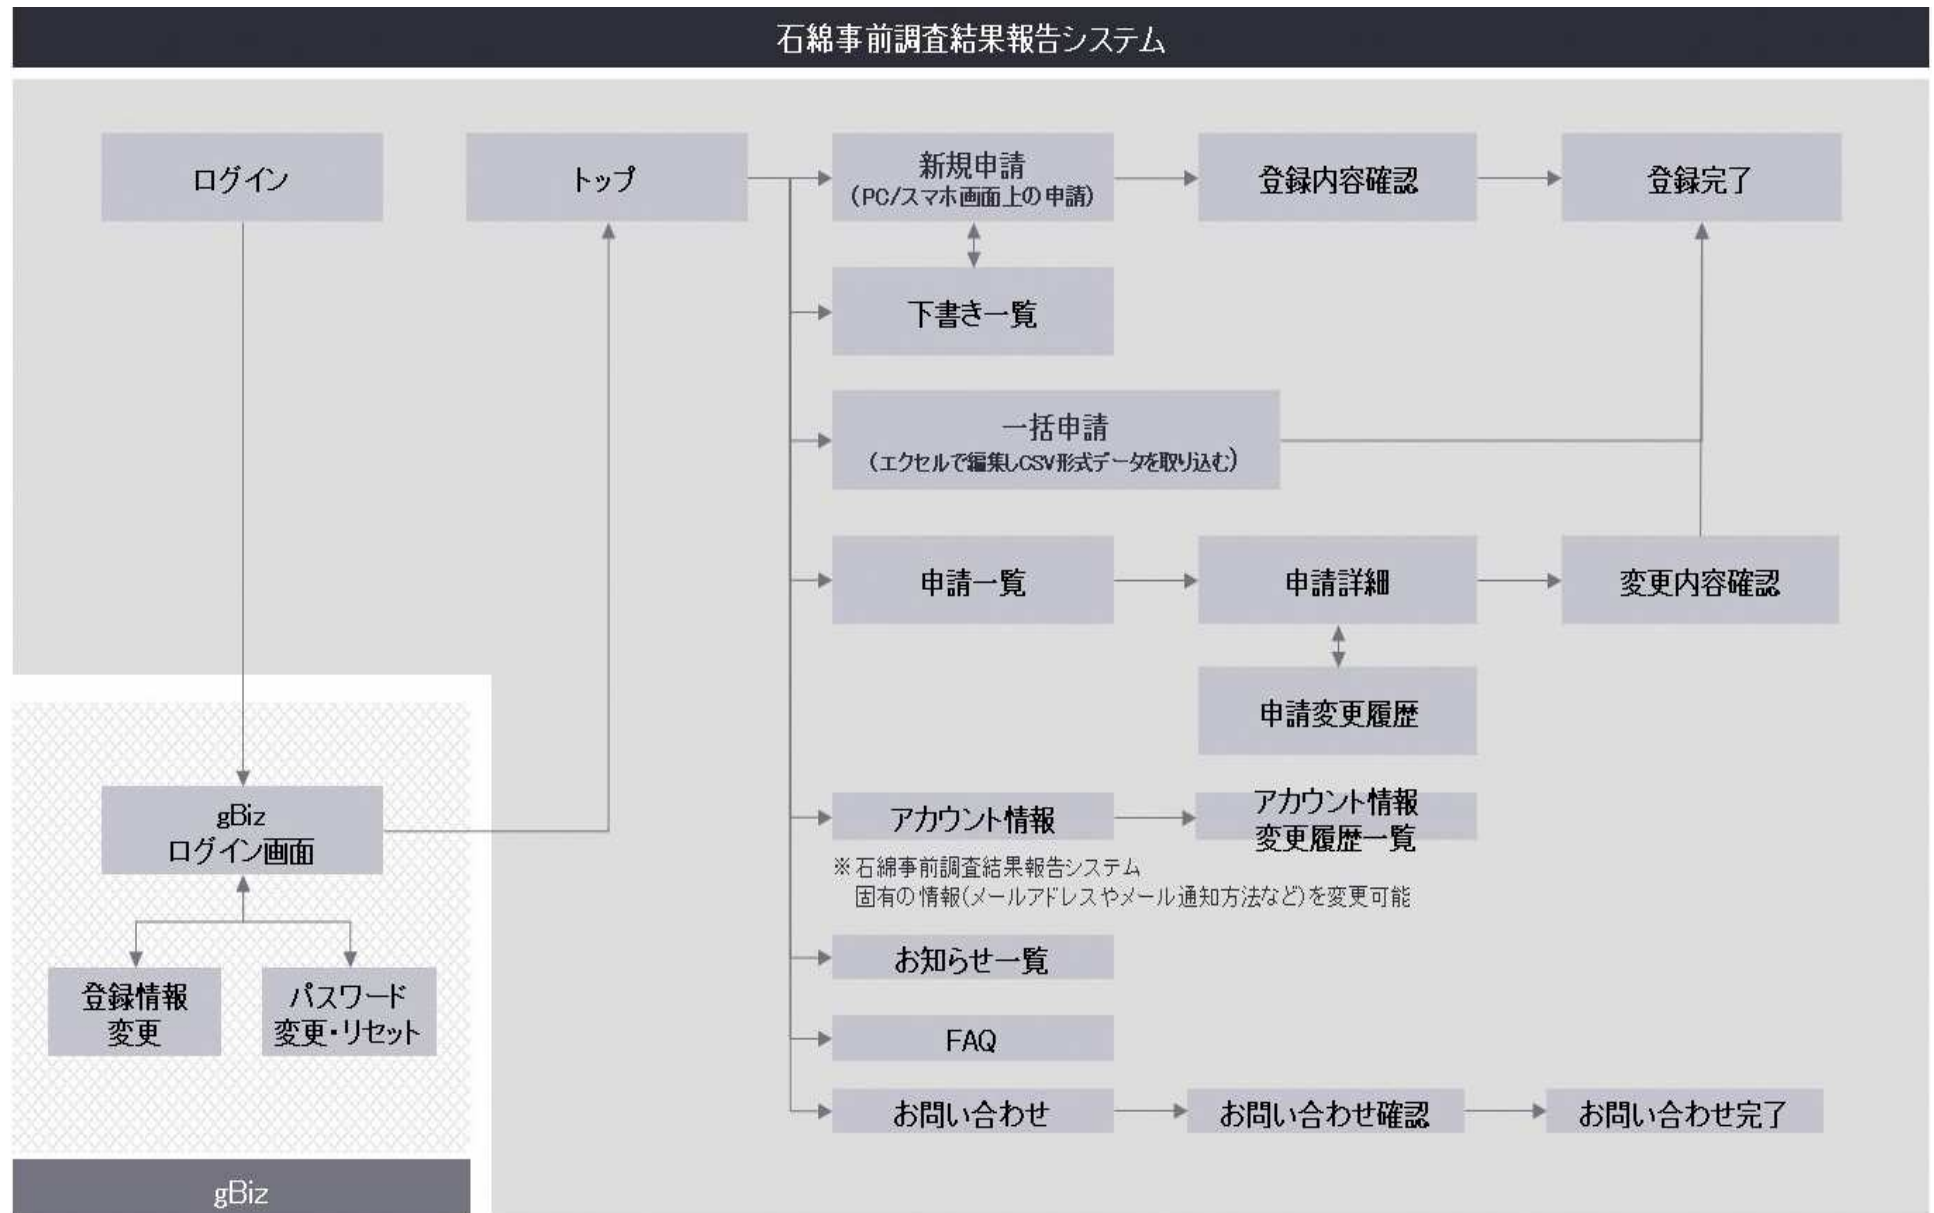 石綿事前調査結果報告システム
ログイン
トップ
新規申請
(PC/スマホ画面上の申請)
登録内容確認
登録完了
下書き一覧
一括申請
(エクセルで編集しCSV形式データを取り込む)
申請一覧
申請詳細
変更内容確認
申請変更履歴
gBiz
ログイン画面
アカウント情報
アカウント情報
変更履歴一覧
※石綿事前調査結果報告システム
固有の情報(メールアドレスやメール通知方法など)を変更可能
お知らせ一覧
登録情報
変更
パスワード
変更・リセット
FAQ
お問い合わせ
お問い合わせ確認
お問い合わせ完了
gBiz